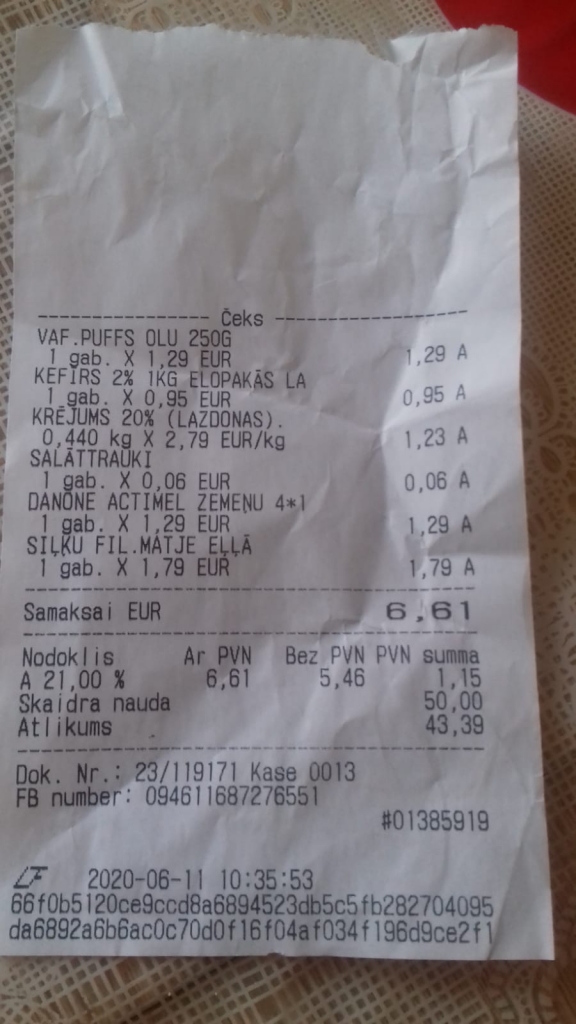 ---------------- Čeks ------------------
VAF.PUFFS OLU 250G
1 gab. X 1,29 EUR 1,29 A
KEFĪRS 2% 1KG ELOPAKĀS LA
1 gab. X 0,95 EUR 0,95 A
KRĒJUMS 20% (LAZDONAS).
0,440 kg X 2,79 EUR/kg 1,23 A
SALĀTTRAUKI
1 gab. X 0,06 EUR 0,06 A
DANONE ACTIMEL ZEMEŅU 4*1
1 gab. X 1,29 EUR 1,29 A
SIĻĶU FIL.MATJE EĻĻĀ
1 gab. X 1,79 EUR 1,79 A
Samaksai EUR 6,61
Nodoklis Ar PVN Bez PVN PVN summa
A 21,00 % 6,61 5,46 1,15
Skaidra nauda 50,00
Atlikums 43,39
Dok. Nr.: 23/119171 Kase 0013
FB number: 094611687276551
#01385919
2020-06-11 10:35:53
66f0b5120ce9ccd8a6894523db5c5fb282704095
da6892a6b6ac0c70d0f16f04af034f196d9ce2f1